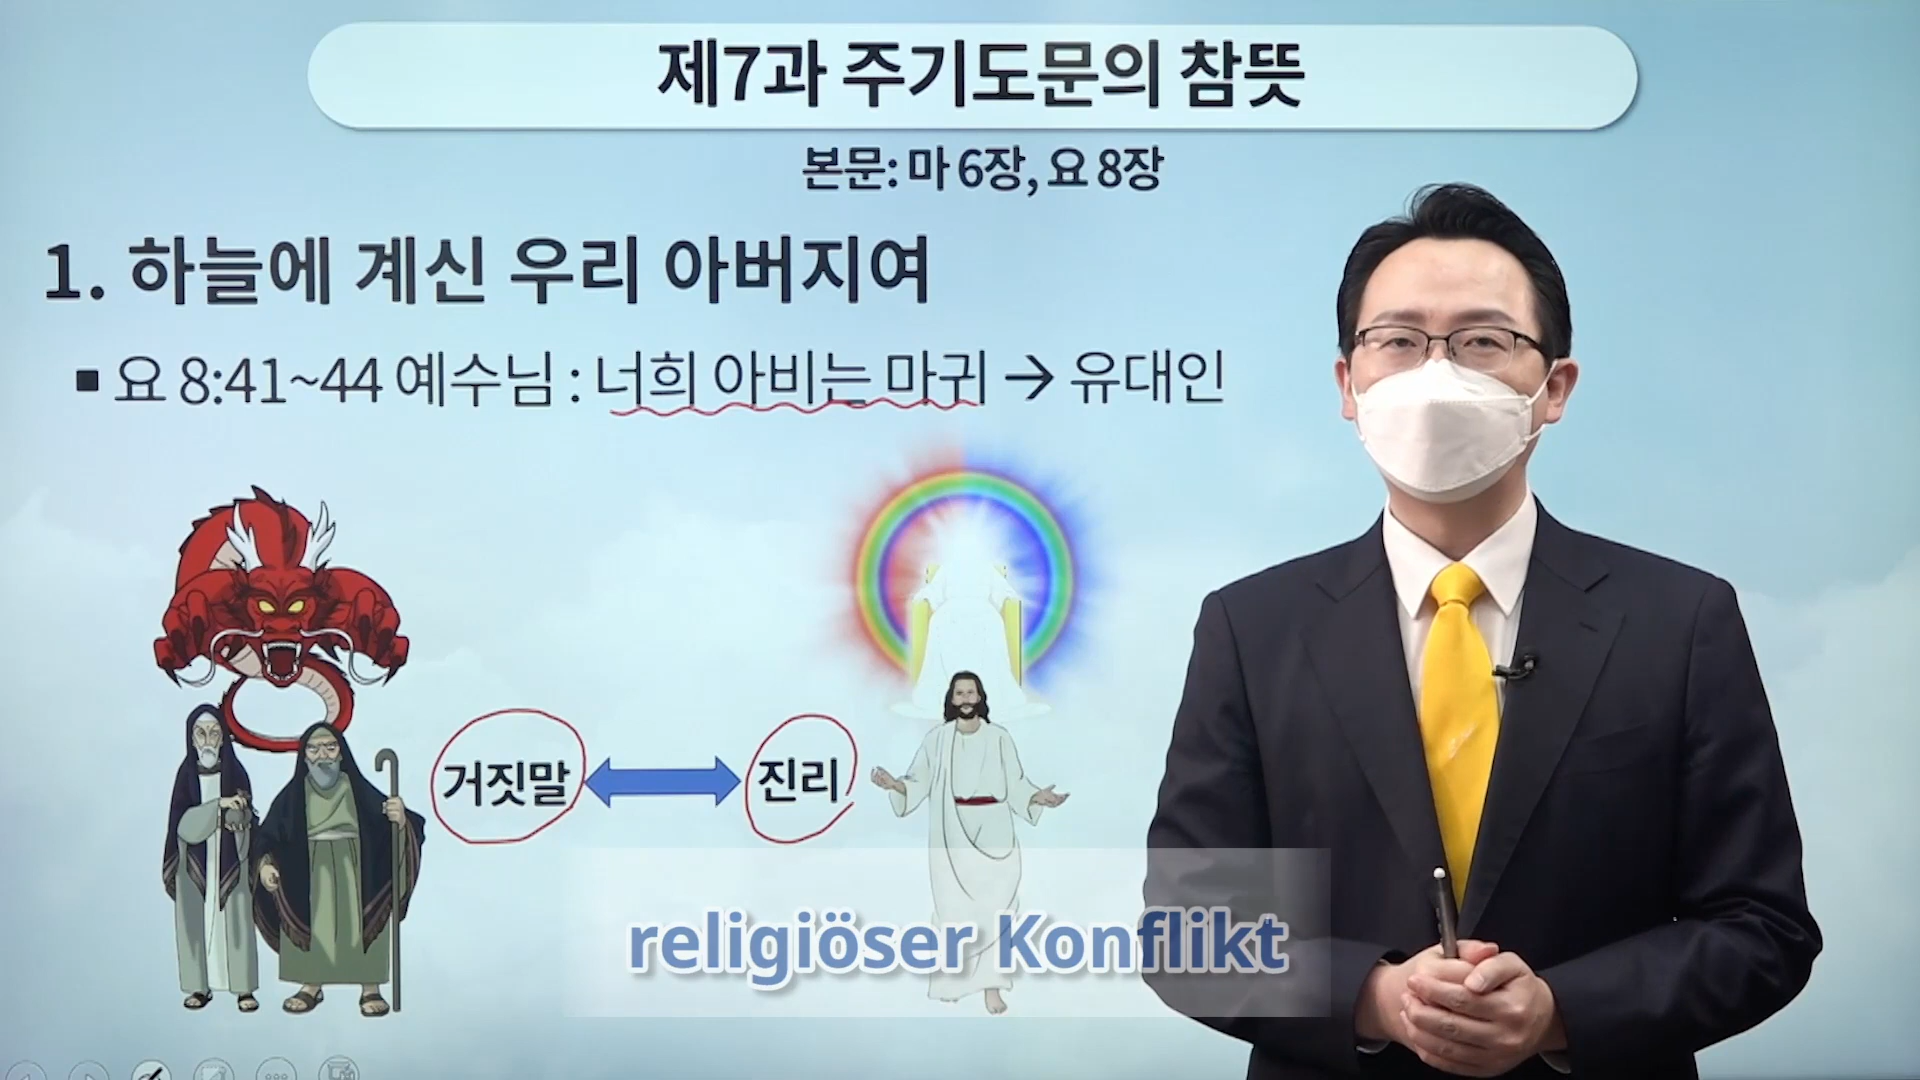 제7과 주기도문의 참뜻
본문: 마 6장, 요 8장
1. 하늘에 계신 우리 아버지여
▪ 요 8:41~44 예수님 : 너희 아비는 마귀 → 유대인
거짓말
진리
religiöser Konflikt